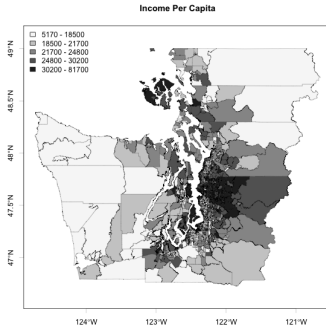 Income Per Capita
5170 - 18500
18500 - 21700
21700 - 24800
24800 - 30200
30200 - 81700
49°N
48.5°N
48°N
47.5°N
47°N
124°W 123°W 122°W 121°W